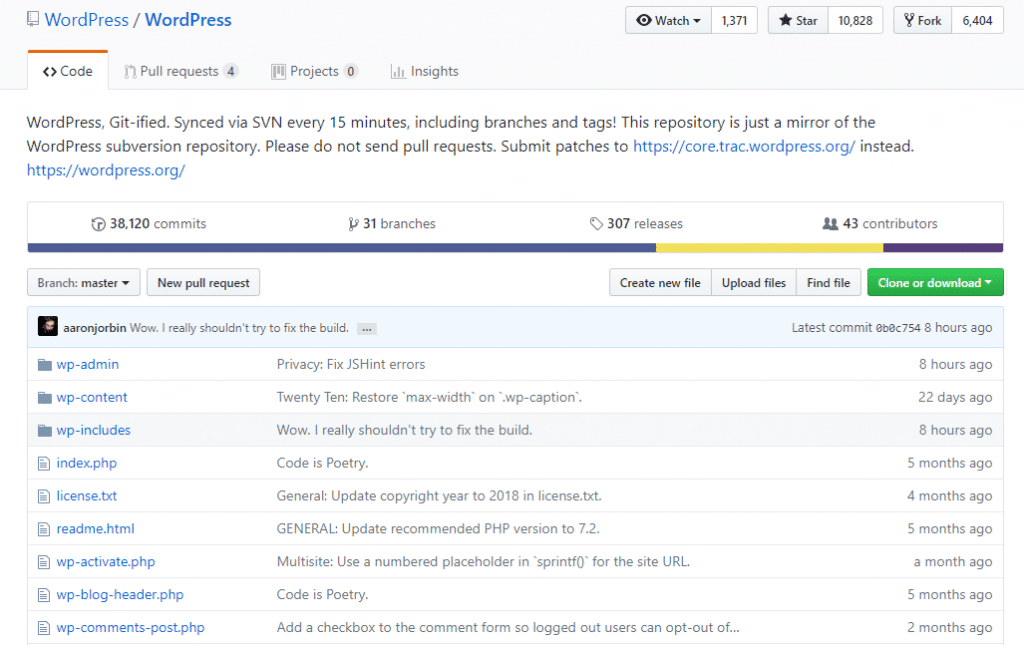 WordPress / WordPress Watch 1,371 Star 10,828 Fork 6,404
Code Pull requests 4 Projects 0 Insights
WordPress, Git-ified. Synced via SVN every 15 minutes, including branches and tags! This repository is just a mirror of the
WordPress subversion repository. Please do not send pull requests. Submit patches to https://core.trac.wordpress.org/ instead.
https://wordpress.org/
38,120 commits 31 branches 307 releases 43 contributors
Branch: master New pull request Create new file Upload files Find file Clone or download
aaronjorbin Wow. I really shouldn't try to fix the build. ... Latest commit 0b0c754 8 hours ago
wp-admin Privacy: Fix JSHint errors 8 hours ago
wp-content Twenty Ten: Restore `max-width` on `.wp-caption`. 22 days ago
wp-includes Wow. I really shouldn't try to fix the build. 8 hours ago
index.php Code is Poetry. 5 months ago
license.txt General: Update copyright year to 2018 in license.txt. 4 months ago
readme.html GENERAL: Update recommended PHP version to 7.2. 5 months ago
wp-activate.php Multisite: Use a numbered placeholder in `sprintf()` for the site URL. a month ago
wp-blog-header.php Code is Poetry. 5 months ago
wp-comments-post.php Add a checkbox to the comment form so logged out users can opt-out of... 2 months ago